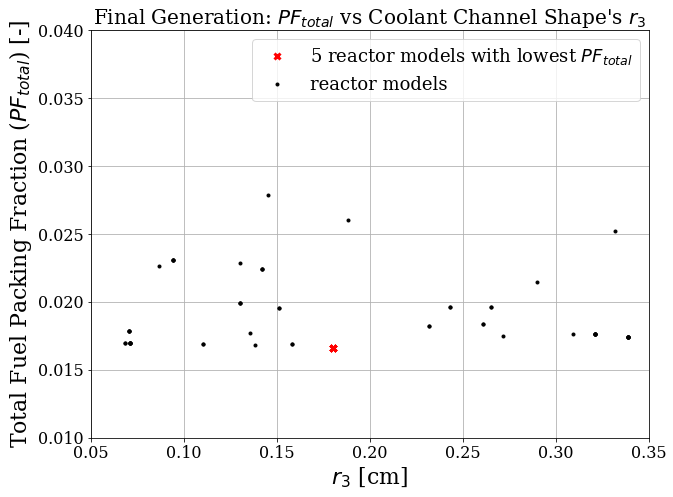 Final Generation: PF_total vs Coolant Channel Shape's r_3
5 reactor models with lowest PF_total
reactor models
Total Fuel Packing Fraction (PF_total) [-]
0.040
0.035
0.030
0.025
0.020
0.015
0.010
0.05 0.10 0.15 0.20 0.25 0.30 0.35
r_3 [cm]